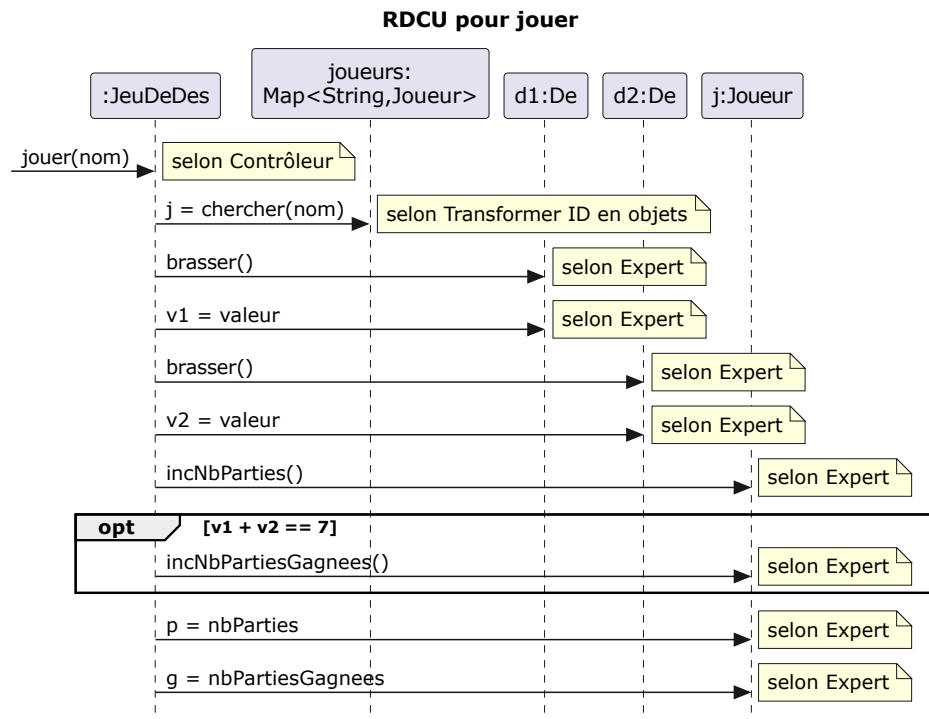 RDCU pour jouer
:JeuDeDes
joueurs:
Map<String,Joueur>
d1:De
d2:De
j:Joueur
jouer(nom)
selon Contrôleur
j = chercher(nom)
selon Transformer ID en objets
brasser()
selon Expert
v1 = valeur
selon Expert
brasser()
selon Expert
v2 = valeur
selon Expert
incNbParties()
selon Expert
opt
[v1 + v2 == 7]
incNbPartiesGagnees()
selon Expert
p = nbParties
selon Expert
g = nbPartiesGagnees
selon Expert